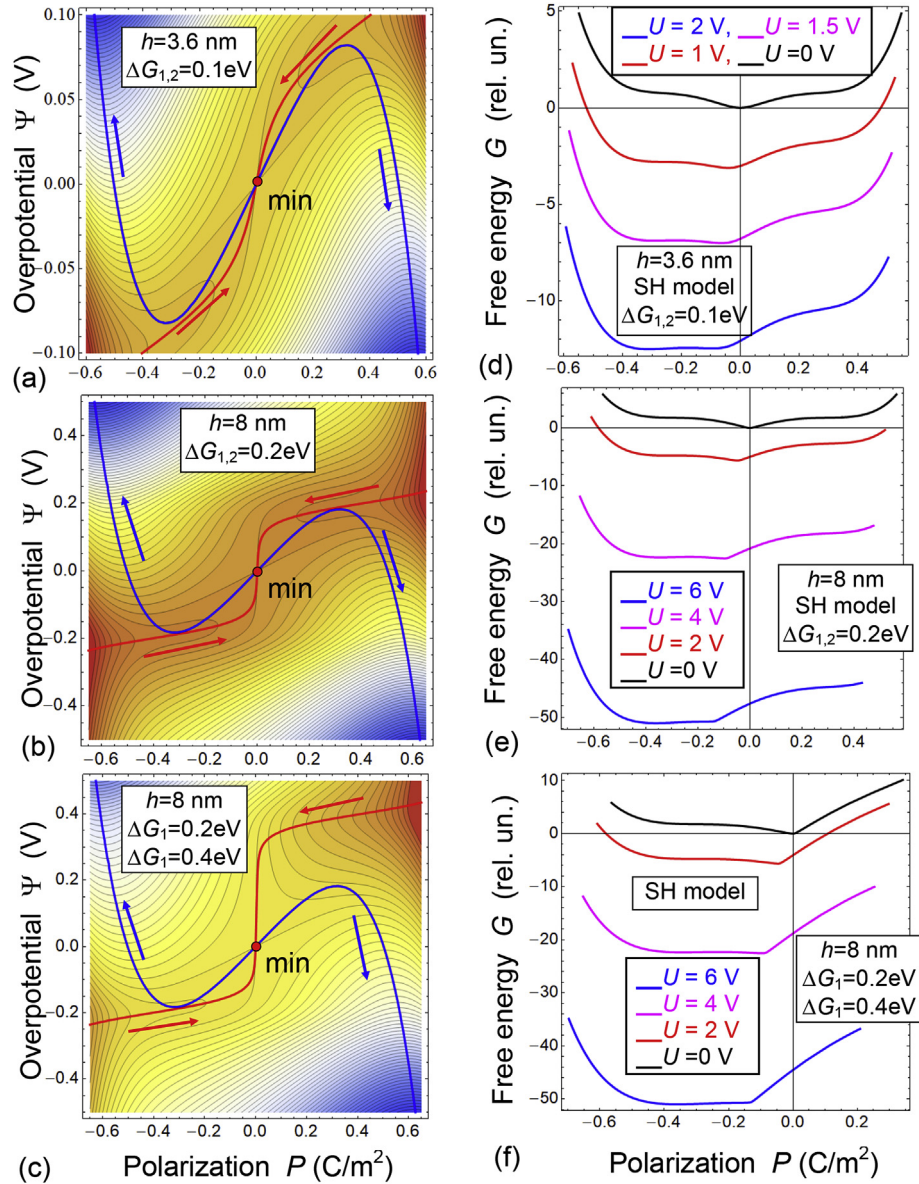 h=3.6 nm
ΔG1,2=0.1eV
min
Overpotential Ψ (V)
0.10
0.05
0.00
−0.05
−0.10
−0.6 −0.4 −0.2 0.0 0.2 0.4 0.6
(a)
U = 2 V, U = 1.5 V
U = 1 V, U = 0 V
h=3.6 nm
SH model
ΔG1,2=0.1eV
Free energy G (rel. un.)
5
0
−5
−10
−0.6 −0.4 −0.2 0.0 0.2 0.4
(d)
h=8 nm
ΔG1,2=0.2eV
min
Overpotential Ψ (V)
0.4
0.2
0.0
−0.2
−0.4
−0.6 −0.4 −0.2 0.0 0.2 0.4 0.6
(b)
U = 6 V
U = 4 V
U = 2 V
U = 0 V
h=8 nm
SH model
ΔG1,2=0.2eV
Free energy G (rel. un.)
0
−10
−20
−30
−40
−50
−0.6 −0.4 −0.2 0.0 0.2 0.4
(e)
h=8 nm
ΔG1=0.2eV
ΔG1=0.4eV
min
Overpotential Ψ (V)
0.4
0.2
0.0
−0.2
−0.4
−0.6 −0.4 −0.2 0.0 0.2 0.4 0.6
Polarization P (C/m²)
(c)
SH model
U = 6 V
U = 4 V
U = 2 V
U = 0 V
h=8 nm
ΔG1=0.2eV
ΔG1=0.4eV
Free energy G (rel. un.)
10
0
−10
−20
−30
−40
−50
−0.6 −0.4 −0.2 0.0 0.2
Polarization P (C/m²)
(f)